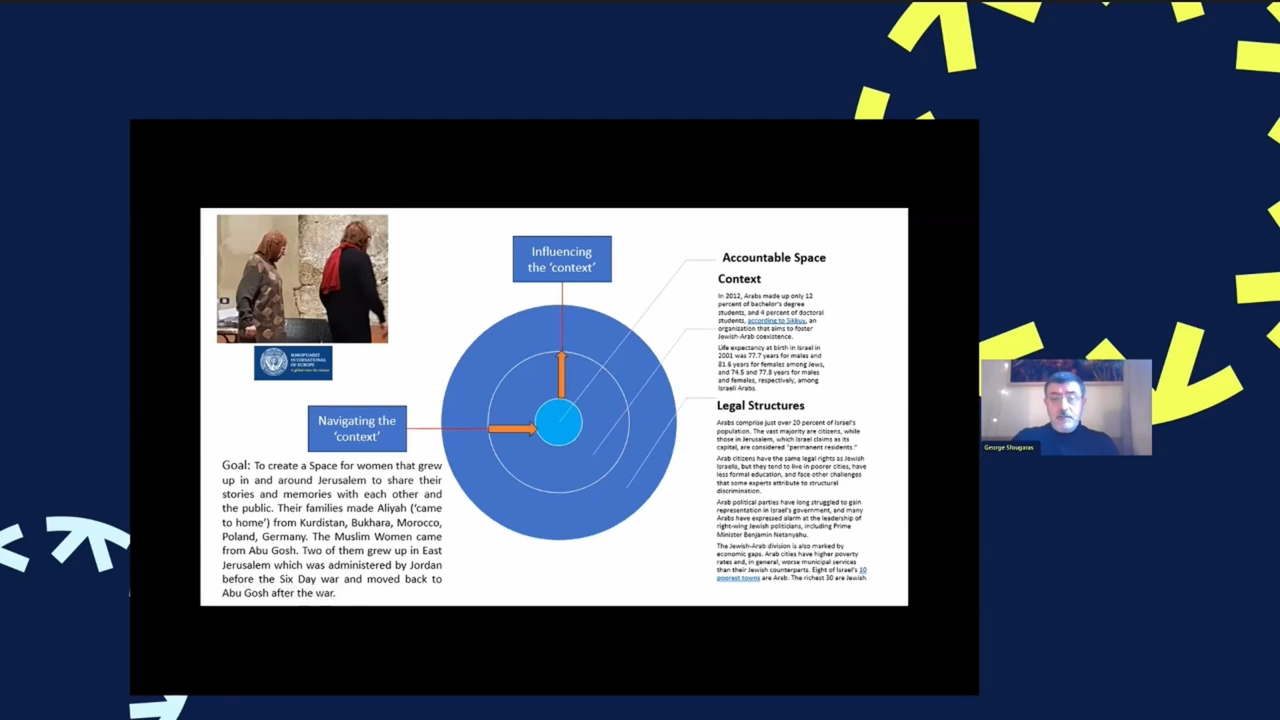 Influencing
the ‘context’
Navigating the
‘context’
SOROPTIMIST
INTERNATIONAL
OF EUROPE
Goal: To create a Space for women that grew
up in and around Jerusalem to share their
stories and memories with each other and
the public. Their families made Aliyah (‘came
to home’) from Kurdistan, Bukhara, Morocco,
Poland, Germany. The Muslim Women came
from Abu Gosh. Two of them grew up in East
Jerusalem which was administered by Jordan
before the Six Day war and moved back to
Abu Gosh after the war.
Accountable Space
Context
In 2012, Arabs made up only 12
percent of bachelor's degree
students, and 4 percent of doctoral
students, according to Sikkuy, an
organization that aims to foster
Jewish-Arab coexistence.
Life expectancy at birth in Israel in
2001 was 77.7 years for males and
81.6 years for females among Jews,
and 74.5 and 77.8 years for males
and females, respectively, among
Israeli Arabs.
Legal Structures
Arabs comprise just over 20 percent of Israel's
population. The vast majority are citizens, while
those in Jerusalem, which Israel claims as its
capital, are considered “permanent residents.”
Arab citizens have the same legal rights as Jewish
Israelis, but they tend to live in poorer cities, have
less formal education, and face other challenges
that some experts attribute to structural
discrimination.
Arab political parties have long struggled to gain
representation in Israel's government, and many
Arabs have expressed alarm at the leadership of
right-wing Jewish politicians, including Prime
Minister Benjamin Netanyahu.
The Jewish-Arab division is also marked by
economic gaps. Arab cities have higher poverty
rates and, in general, worse municipal services
than their Jewish counterparts. Eight of Israel's 10
poorest towns are Arab. The richest 30 are Jewish
George Sfougaras